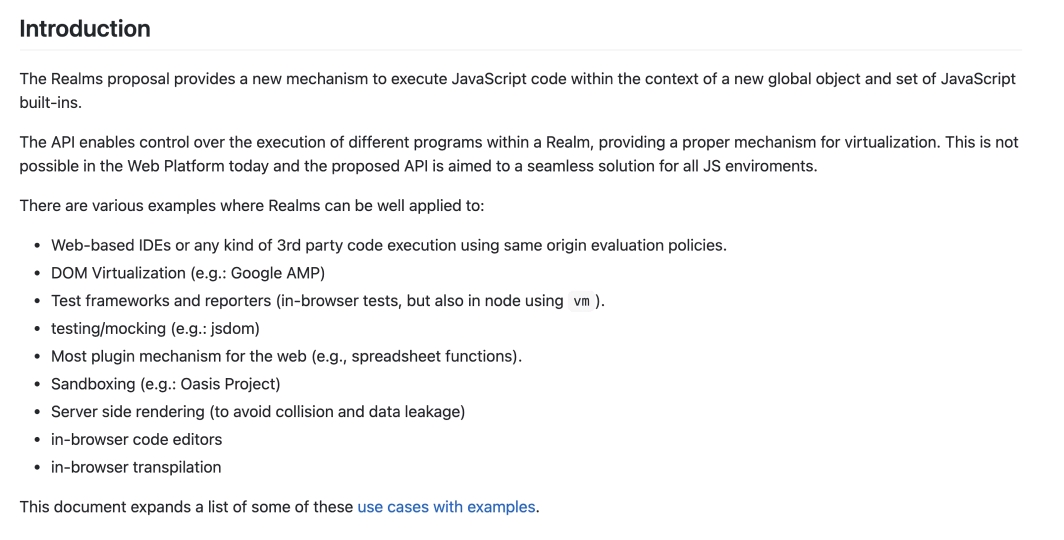 Introduction
The Realms proposal provides a new mechanism to execute JavaScript code within the context of a new global object and set of JavaScript
built-ins.
The API enables control over the execution of different programs within a Realm, providing a proper mechanism for virtualization. This is not
possible in the Web Platform today and the proposed API is aimed to a seamless solution for all JS enviroments.
There are various examples where Realms can be well applied to:
• Web-based IDEs or any kind of 3rd party code execution using same origin evaluation policies.
• DOM Virtualization (e.g.: Google AMP)
• Test frameworks and reporters (in-browser tests, but also in node using vm ).
• testing/mocking (e.g.: jsdom)
• Most plugin mechanism for the web (e.g., spreadsheet functions).
• Sandboxing (e.g.: Oasis Project)
• Server side rendering (to avoid collision and data leakage)
• in-browser code editors
• in-browser transpilation
This document expands a list of some of these use cases with examples.